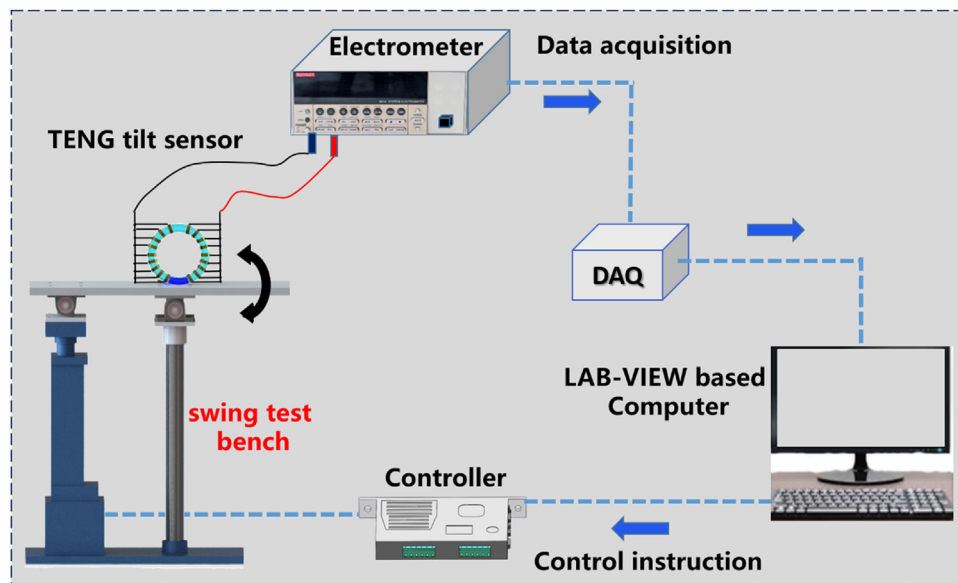 Electrometer
Data acquisition
TENG tilt sensor
DAQ
LAB-VIEW based
Computer
swing test
bench
Controller
Control instruction